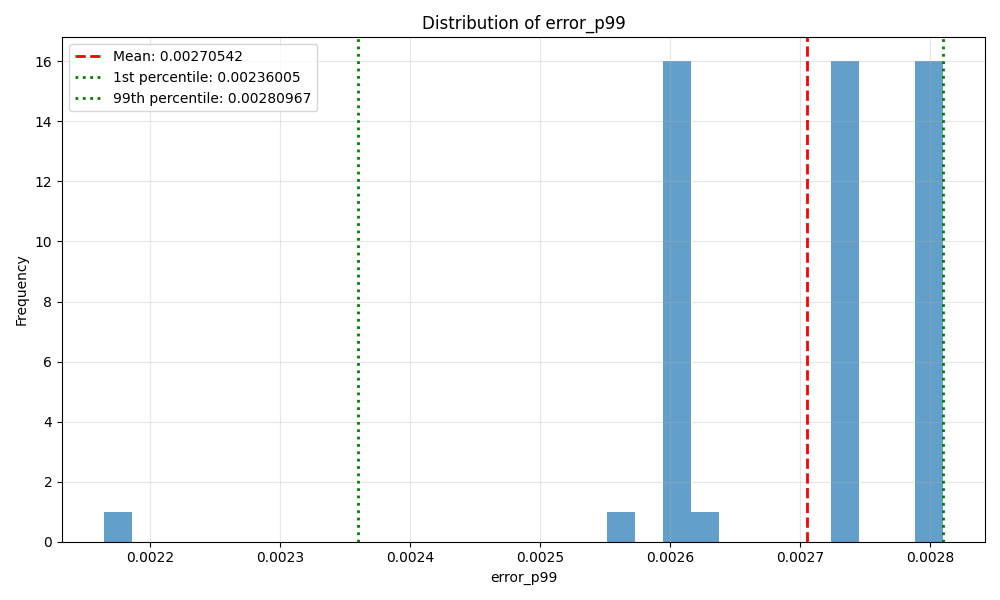 Distribution of error_p99
Mean: 0.00270542
1st percentile: 0.00236005
99th percentile: 0.00280967
16
14
12
10
8
6
4
2
0
Frequency
0.0022 0.0023 0.0024 0.0025 0.0026 0.0027 0.0028
error_p99